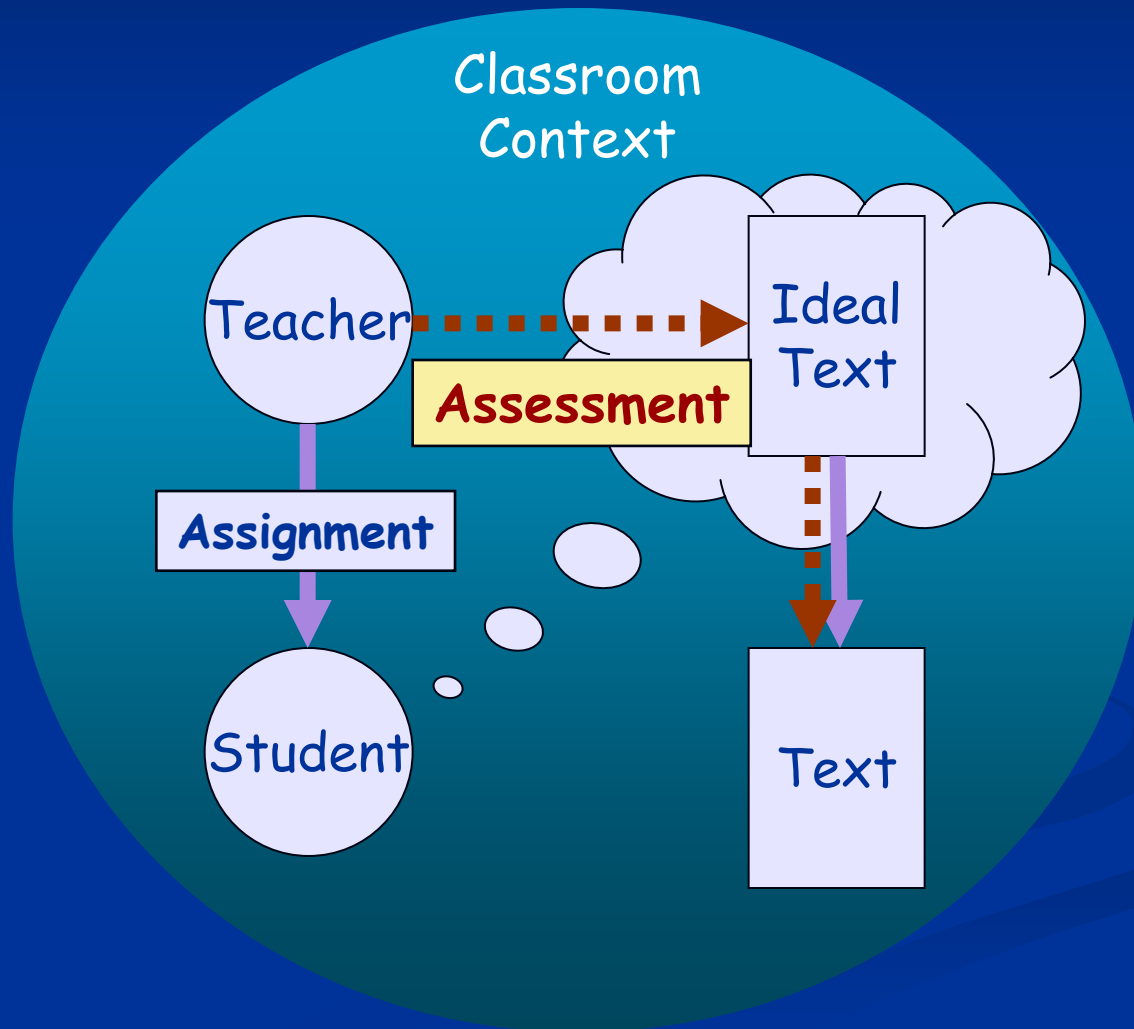 Classroom
Context
Teacher
Ideal
Text
Assessment
Assignment
Student
Text